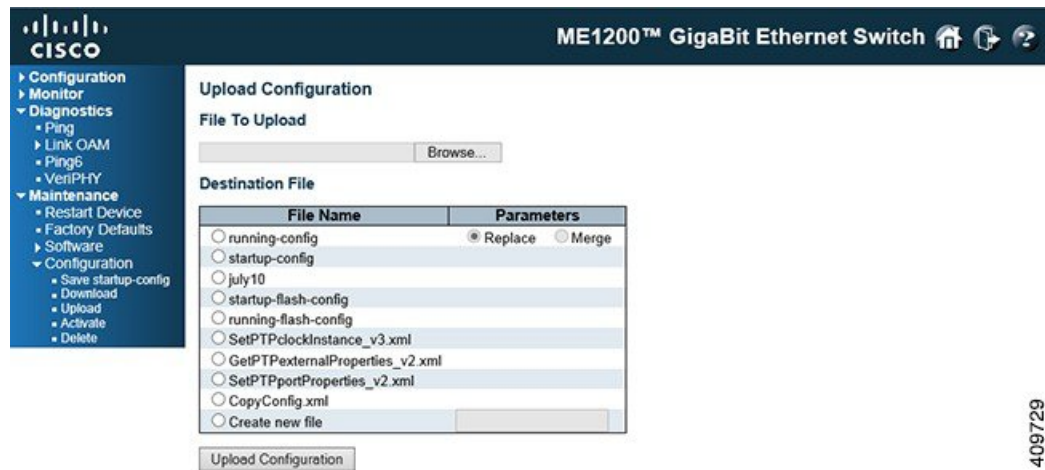 CISCO
ME1200™ GigaBit Ethernet Switch
Configuration
Monitor
Diagnostics
Ping
Link OAM
Ping6
VeriPHY
Maintenance
Restart Device
Factory Defaults
Software
Configuration
Save startup-config
Download
Upload
Activate
Delete
Upload Configuration
File To Upload
Browse...
Destination File
File Name Parameters
running-config Replace Merge
startup-config
july10
startup-flash-config
running-flash-config
SetPTPclockInstance_v3.xml
GetPTPexternalProperties_v2.xml
SetPTPportProperties_v2.xml
CopyConfig.xml
Create new file
Upload Configuration
409729